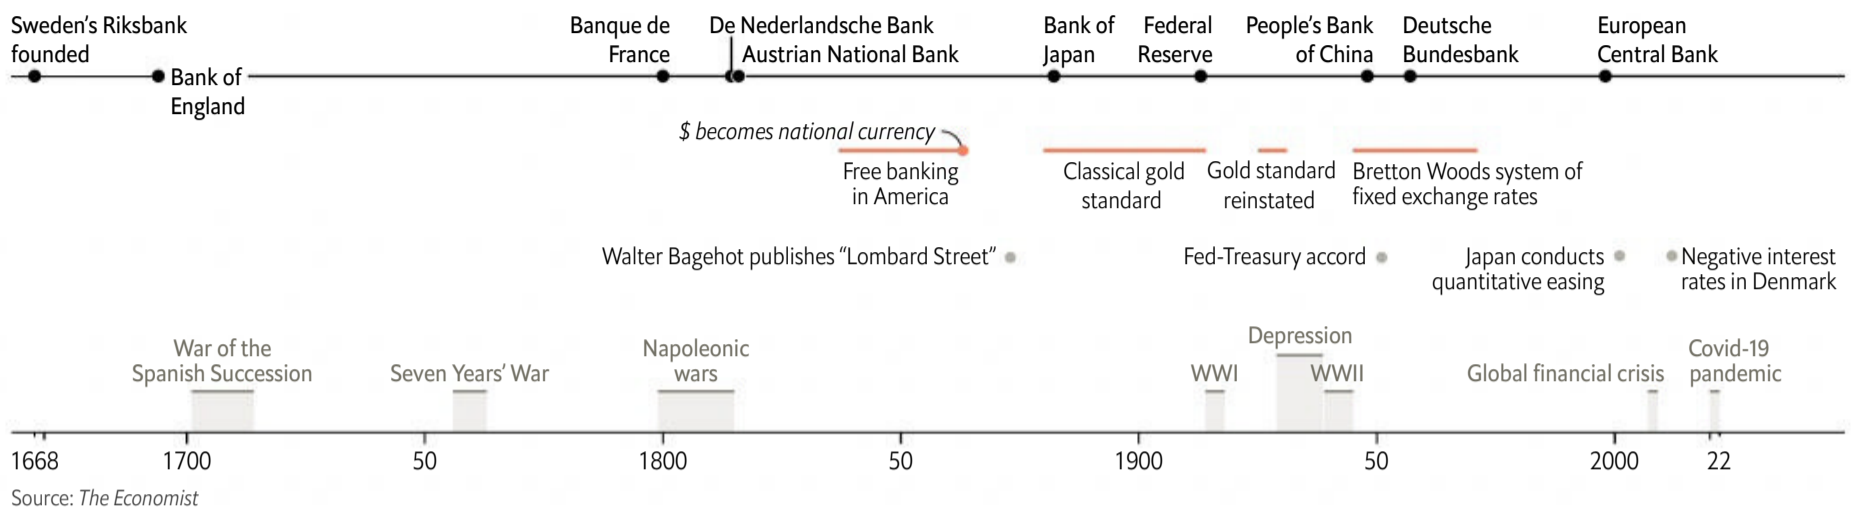 Sweden's Riksbank
founded
Bank of
England
Banque de
France
De Nederlandsche Bank
Austrian National Bank
Bank of
Japan
Federal
Reserve
People's Bank
of China
Deutsche
Bundesbank
European
Central Bank
$ becomes national currency
Free banking
in America
Classical gold
standard
Gold standard
reinstated
Bretton Woods system of
fixed exchange rates
Walter Bagehot publishes “Lombard Street”
Fed-Treasury accord
Japan conducts
quantitative easing
Negative interest
rates in Denmark
War of the
Spanish Succession
Seven Years' War
Napoleonic
wars
WWI
Depression
WWII
Global financial crisis
Covid-19
pandemic
1668 1700 50 1800 50 1900 50 2000 22
Source: The Economist